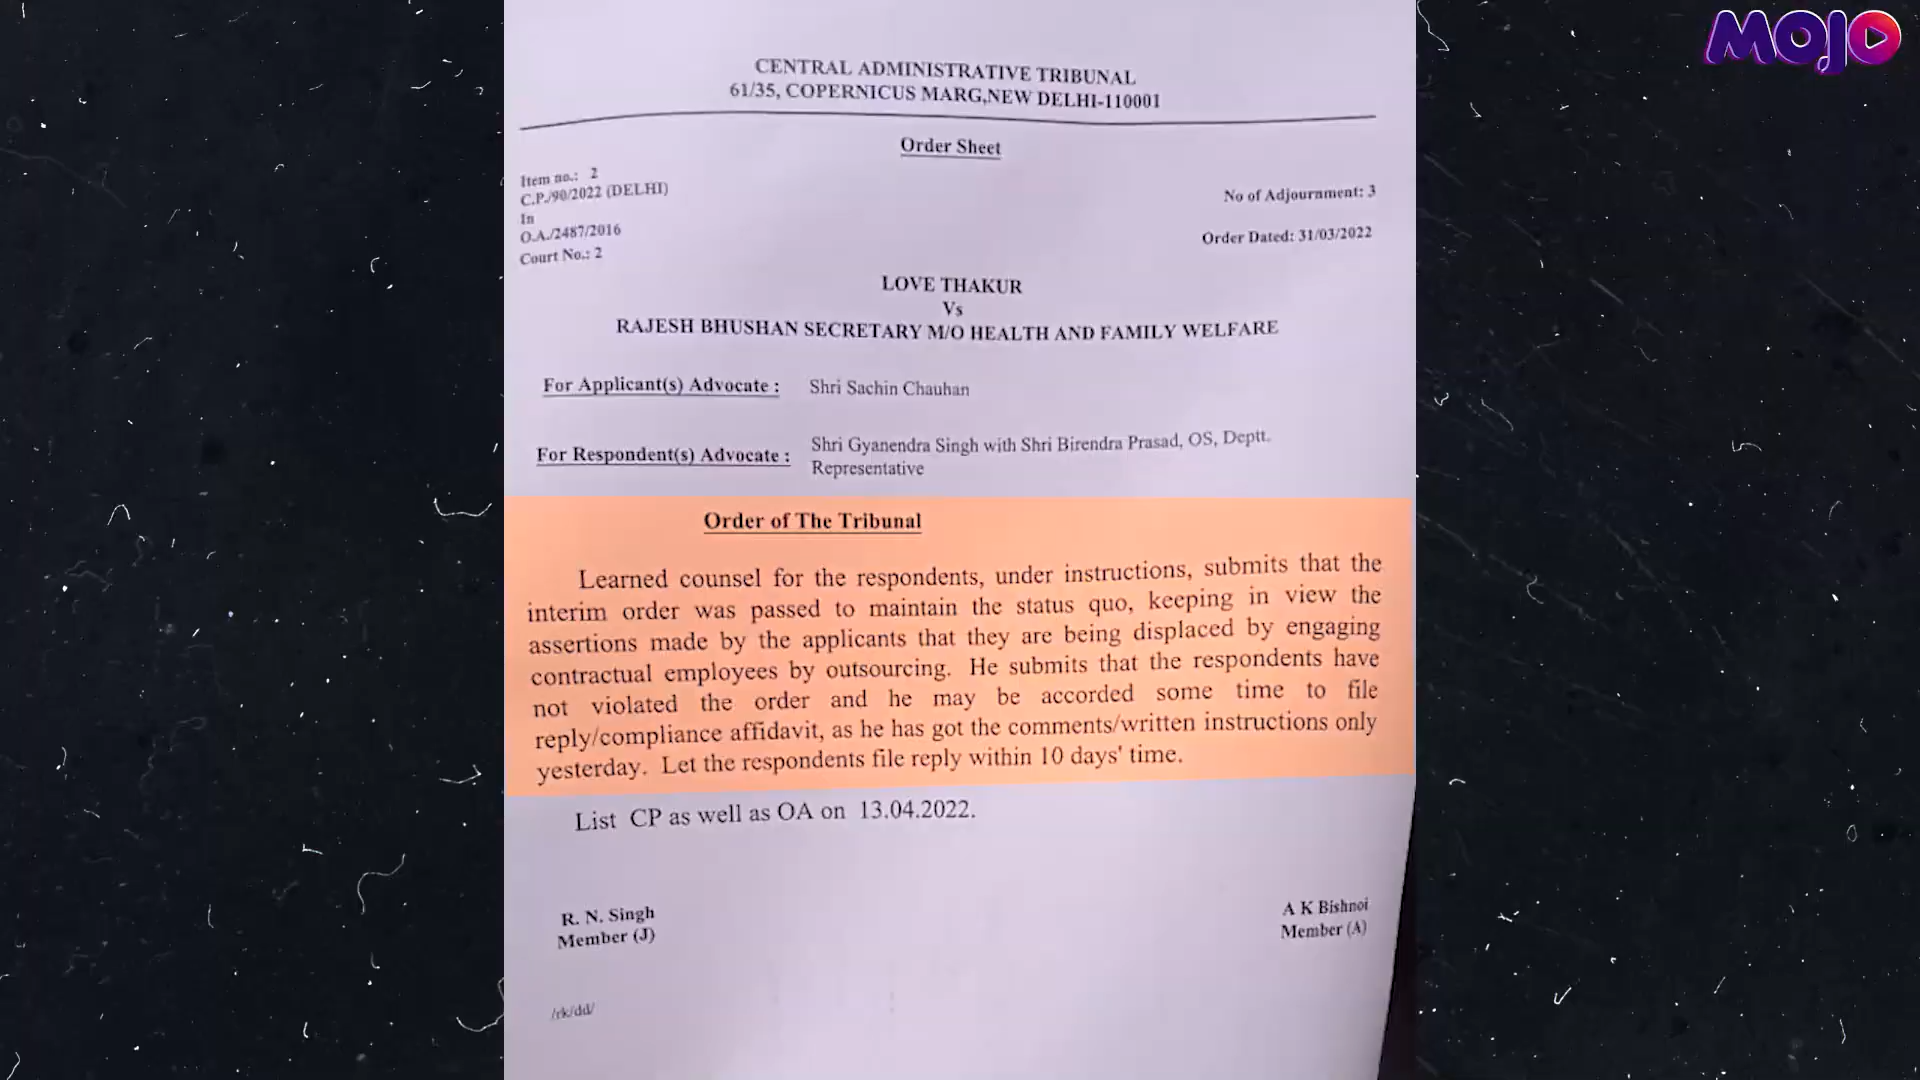 MOJO
CENTRAL ADMINISTRATIVE TRIBUNAL
61/35, COPERNICUS MARG,NEW DELHI-110001
Order Sheet
Item no.: 2
C.P./90/2022 (DELHI)
In
O.A./2487/2016
Court No.: 2
No of Adjournment: 3
Order Dated: 31/03/2022
LOVE THAKUR
Vs
RAJESH BHUSHAN SECRETARY M/O HEALTH AND FAMILY WELFARE
For Applicant(s) Advocate : Shri Sachin Chauhan
For Respondent(s) Advocate : Shri Gyanendra Singh with Shri Birendra Prasad, OS, Deptt.
Representative
Order of The Tribunal
Learned counsel for the respondents, under instructions, submits that the
interim order was passed to maintain the status quo, keeping in view the
assertions made by the applicants that they are being displaced by engaging
contractual employees by outsourcing. He submits that the respondents have
not violated the order and he may be accorded some time to file
reply/compliance affidavit, as he has got the comments/written instructions only
yesterday. Let the respondents file reply within 10 days' time.
List CP as well as OA on 13.04.2022.
R. N. Singh
Member (J)
A K Bishnoi
Member (A)
/rk/dd/